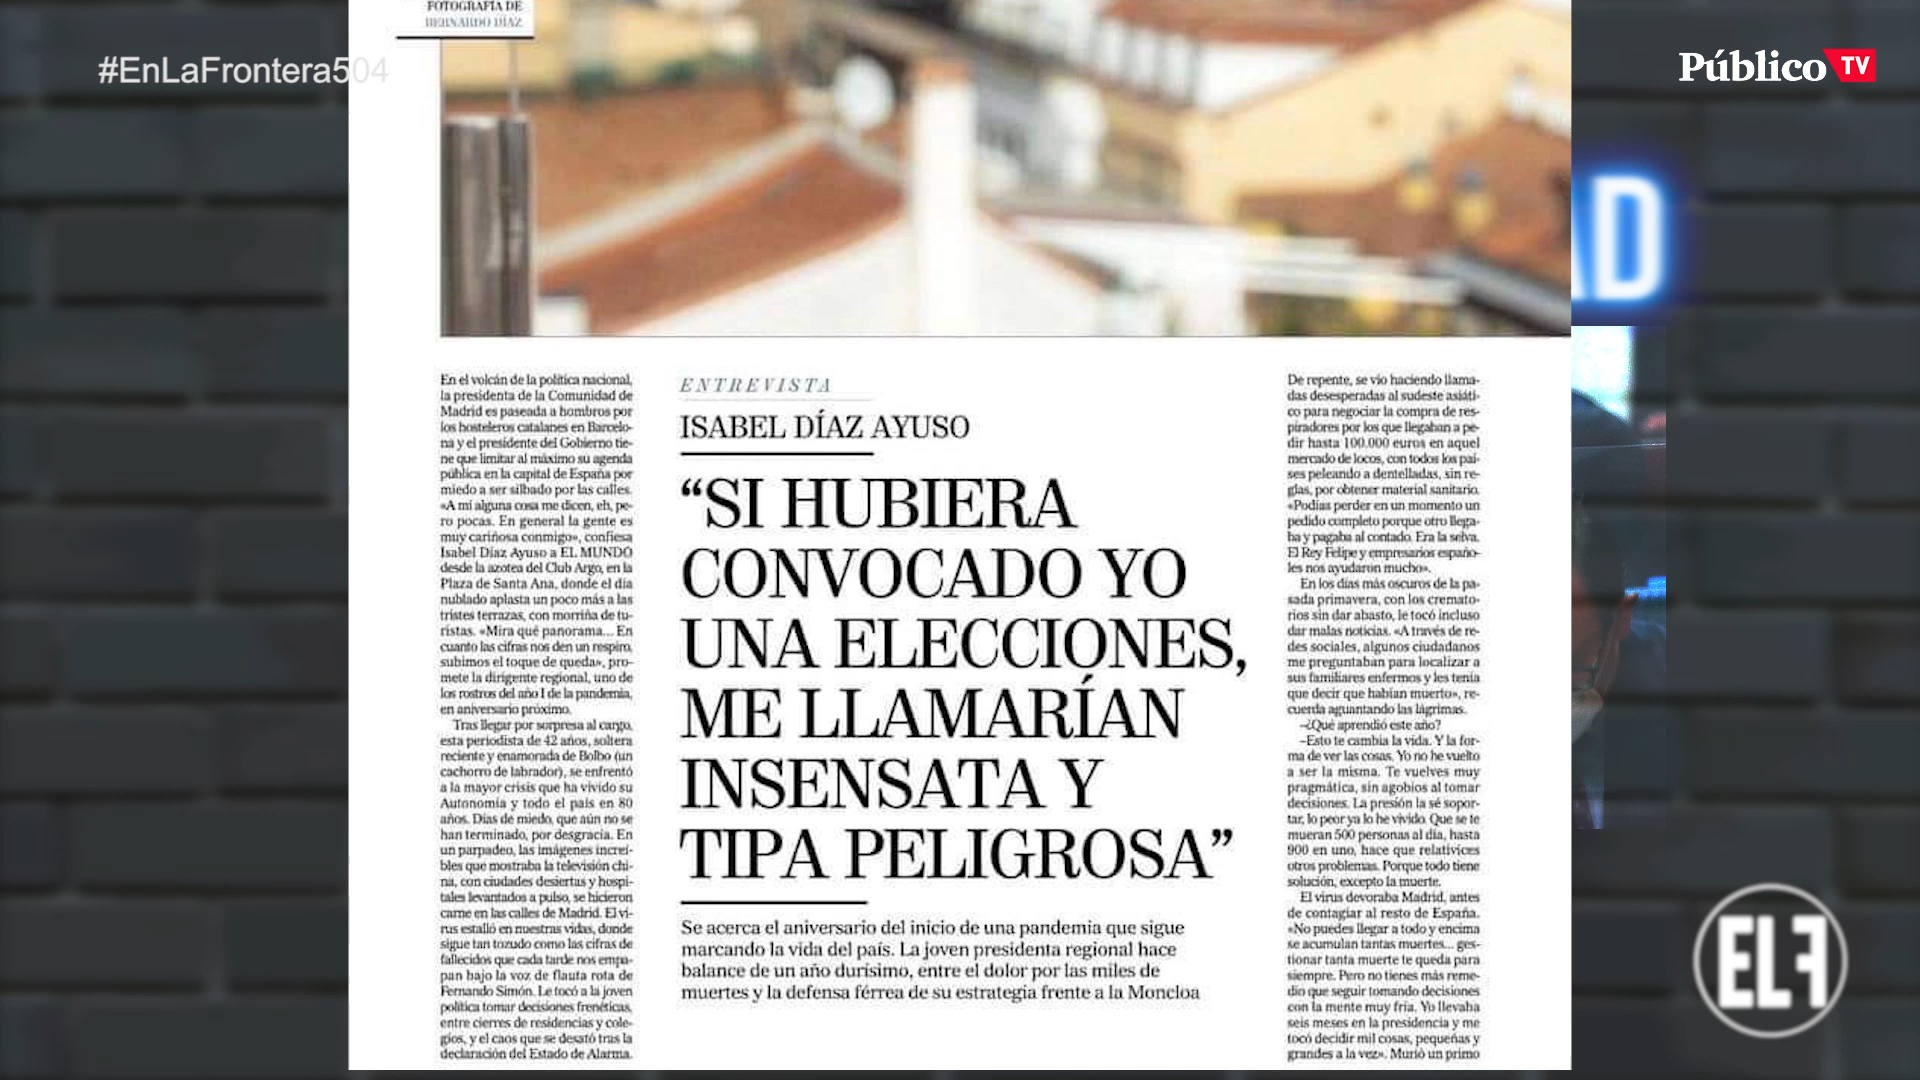 FOTOGRAFÍA DE
BERNARDO DÍAZ
#EnLaFrontera504
Público TV
AD
En el volcán de la política nacional,
la presidenta de la Comunidad de
Madrid es paseada a hombros por
los hosteleros catalanes en Barcelo-
na y el presidente del Gobierno tie-
ne que limitar al máximo su agenda
pública en la capital de España por
miedo a ser silbado por las calles.
«A mí alguna cosa me dicen, eh, pe-
ro pocas. En general la gente es
muy cariñosa conmigo», confiesa
Isabel Díaz Ayuso a EL MUNDO
desde la azotea del Club Argo, en la
Plaza de Santa Ana, donde el día
nublado aplasta un poco más a las
tristes terrazas, con morriña de tu-
ristas. «Mira qué panorama... En
cuanto las cifras nos den un respiro,
subimos el toque de queda», pro-
mete la dirigente regional, uno de
los rostros del año I de la pandemia,
en aniversario próximo.
Tras llegar por sorpresa al cargo,
esta periodista de 42 años, soltera
reciente y enamorada de Bolbo (un
cachorro de labrador), se enfrentó
a la mayor crisis que ha vivido su
Autonomía y todo el país en 80
años. Días de miedo, que aún no se
han terminado, por desgracia. En
un parpadeo, las imágenes increí-
bles que mostraba la televisión chi-
na, con ciudades desiertas y hospi-
tales levantados a pulso, se hicieron
carne en las calles de Madrid. El vi-
rus estalló en nuestras vidas, donde
sigue tan tozudo como las cifras de
fallecidos que cada tarde nos empa-
pan bajo la voz de flauta rota de
Fernando Simón. Le tocó a la joven
política tomar decisiones frenéticas,
entre cierres de residencias y cole-
gios, y el caos que se desató tras la
declaración del Estado de Alarma.
ENTREVISTA
ISABEL DÍAZ AYUSO
“SI HUBIERA
CONVOCADO YO
UNA ELECCIONES,
ME LLAMARÍAN
INSENSATA Y
TIPA PELIGROSA”
Se acerca el aniversario del inicio de una pandemia que sigue
marcando la vida del país. La joven presidenta regional hace
balance de un año durísimo, entre el dolor por las miles de
muertes y la defensa férrea de su estrategia frente a la Moncloa
De repente, se vio haciendo llama-
das desesperadas al sudeste asiáti-
co para negociar la compra de res-
piradores por los que llegaban a pe-
dir hasta 100.000 euros en aquel
mercado de locos, con todos los paí-
ses peleando a dentelladas, sin re-
glas, por obtener material sanitario.
«Podías perder en un momento un
pedido completo porque otro llega-
ba y pagaba al contado. Era la selva.
El Rey Felipe y empresarios españo-
les nos ayudaron mucho».
En los días más oscuros de la pa-
sada primavera, con los cremato-
rios sin dar abasto, le tocó incluso
dar malas noticias. «A través de re-
des sociales, algunos ciudadanos
me preguntaban para localizar a
sus familiares enfermos y les tenía
que decir que habían muerto», re-
cuerda aguantando las lágrimas.
–¿Qué aprendió este año?
–Esto te cambia la vida. Y la for-
ma de ver las cosas. Yo no he vuelto
a ser la misma. Te vuelves muy
pragmática, sin agobios al tomar
decisiones. La presión la sé sopor-
tar, lo peor ya lo he vivido. Que se te
mueran 500 personas al día, hasta
900 en uno, hace que relativices
otros problemas. Porque todo tiene
solución, excepto la muerte.
El virus devoraba Madrid, antes
de contagiar al resto de España.
«No puedes llegar a todo y encima
se acumulan tantas muertes... ges-
tionar tanta muerte te queda para
siempre. Pero no tienes más reme-
dio que seguir tomando decisiones
con la mente muy fría. Yo llevaba
seis meses en la presidencia y me
tocó decidir mil cosas, pequeñas y
grandes a la vez». Murió un primo
ELF